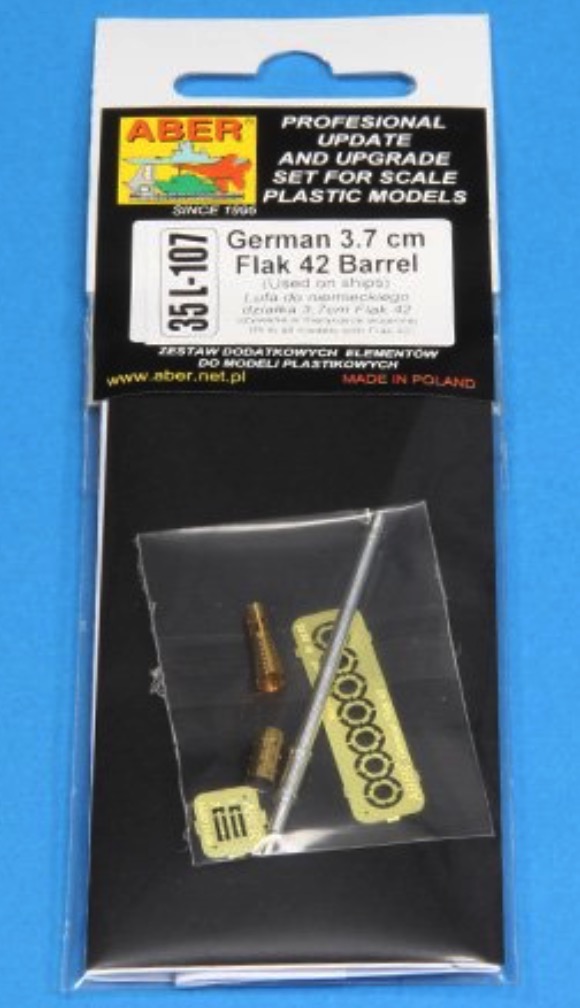 ABER®
SINCE 1995
PROFESIONAL
UPDATE
AND UPGRADE
SET FOR SCALE
PLASTIC MODELS
35 L-107
German 3.7 cm
Flak 42 Barrel
(Used on ships)
Lufa do niemieckiego
działka 3,7cm Flak 42
ZESTAW DODATKOWYCH ELEMENTÓW
DO MODELI PLASTIKOWYCH
www.aber.net.pl
MADE IN POLAND